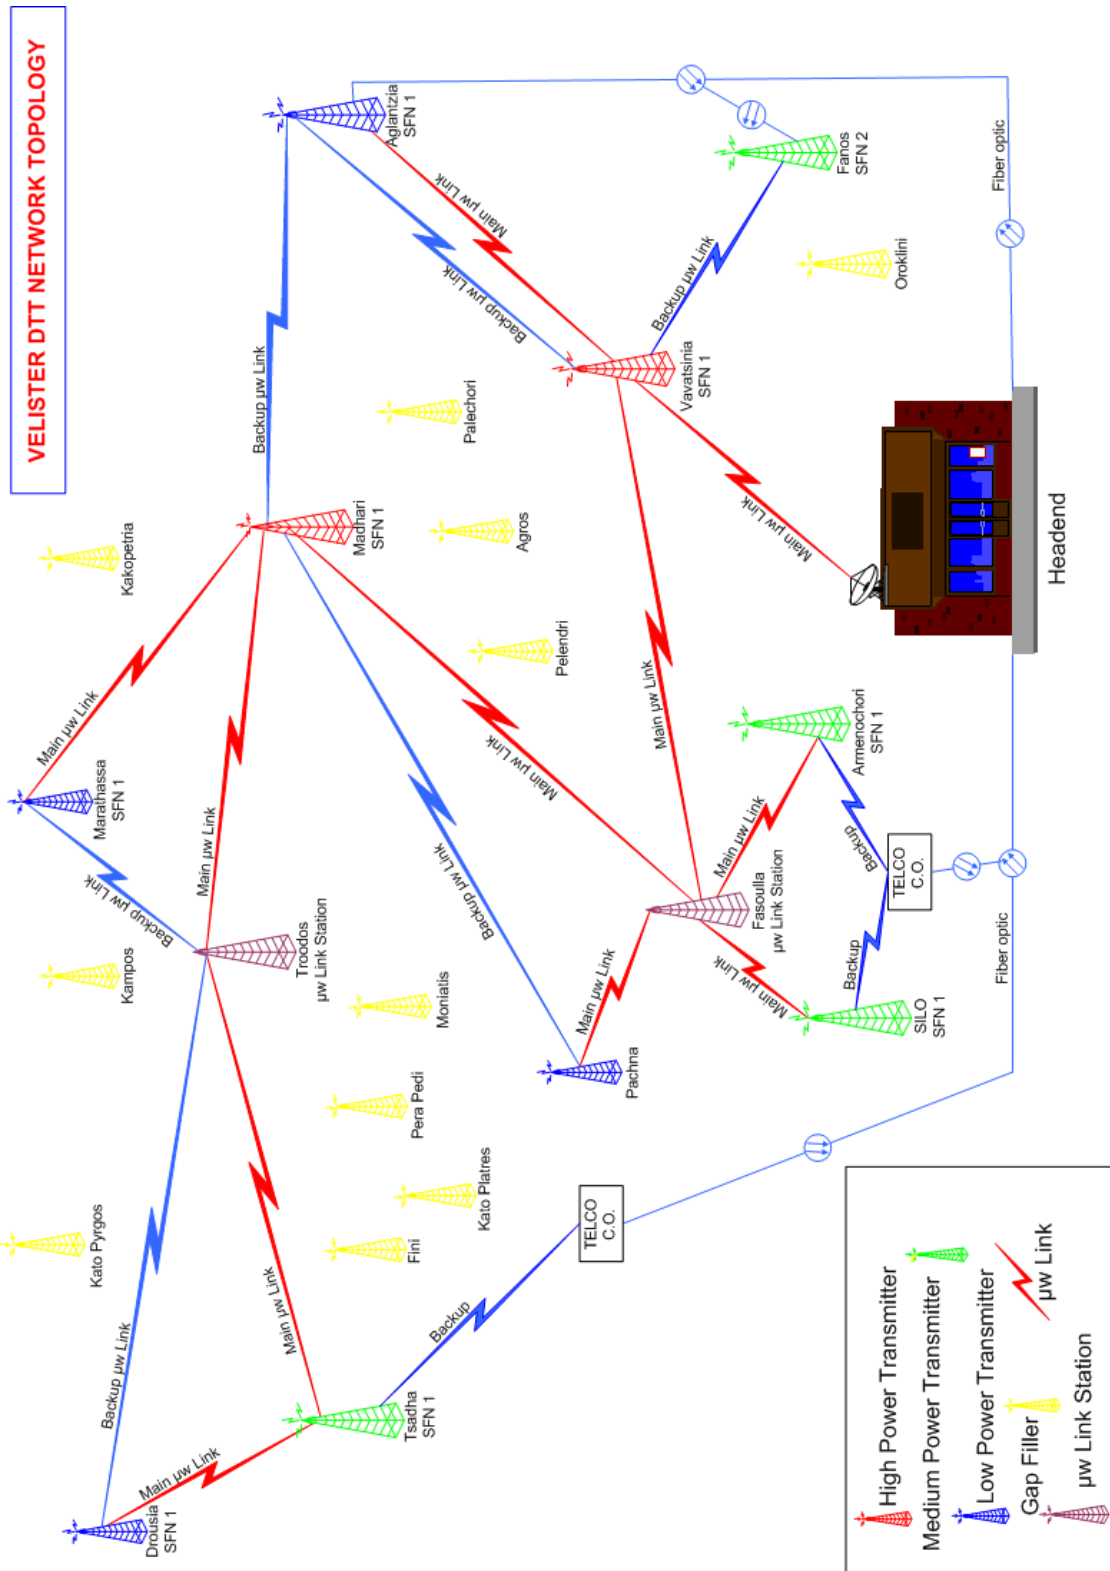 VELISTER DTT NETWORK TOPOLOGY
Kato Pyrgos
Kampos
Kakopetria
Marathassa
SFN 1
Main µw Link
Backup µw Link
Main µw Link
Backup µw Link
Drousia
SFN 1
Main µw Link
Main µw Link
Tsadha
SFN 1
Backup
TELCO
C.O.
Troodos
µw Link Station
Madhari
SFN 1
Backup µw Link
Aglantzia
SFN 1
Main µw Link
Backup µw Link
Fini
Pera Pedi
Kato Platres
Moniatis
Pelendri
Agros
Palechori
Backup µw Link
Main µw Link
Pachna
Main µw Link
Main µw Link
Vavatsinia
SFN 1
Backup µw Link
Fanos
SFN 2
Oroklini
Main µw Link
Fasoulla
µw Link Station
Main µw Link
Main µw Link
Armenochori
SFN 1
SILO
SFN 1
Backup
Backup
TELCO
C.O.
Fiber optic
Fiber optic
Headend
High Power Transmitter
Medium Power Transmitter
Low Power Transmitter
Gap Filler
µw Link Station
µw Link